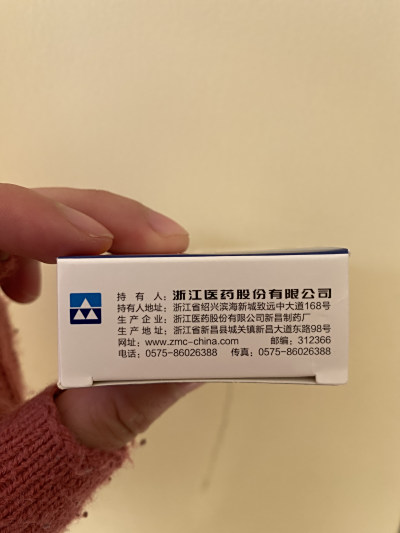 持 有 人：浙江医药股份有限公司
持有人地址：浙江省绍兴滨海新城致远中大道168号
生 产 企 业：浙江医药股份有限公司新昌制药厂
生 产 地 址：浙江省新昌县城关镇新昌大道东路98号
网址：www.zmc-china.com 邮编：312366
电话：0575-86026388 传真：0575-86026388